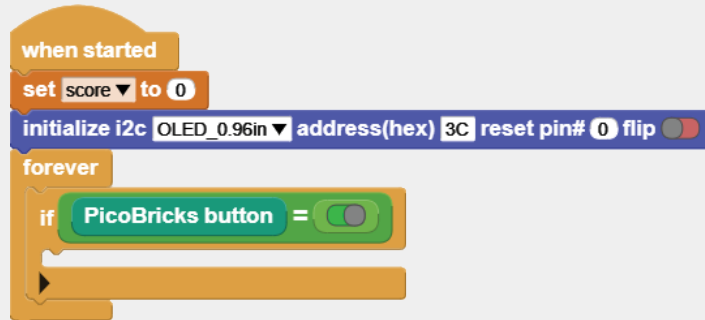 when started
set score ▼ to 0
initialize i2c OLED_0.96in ▼ address(hex) 3C reset pin# 0 flip
forever
if PicoBricks button =